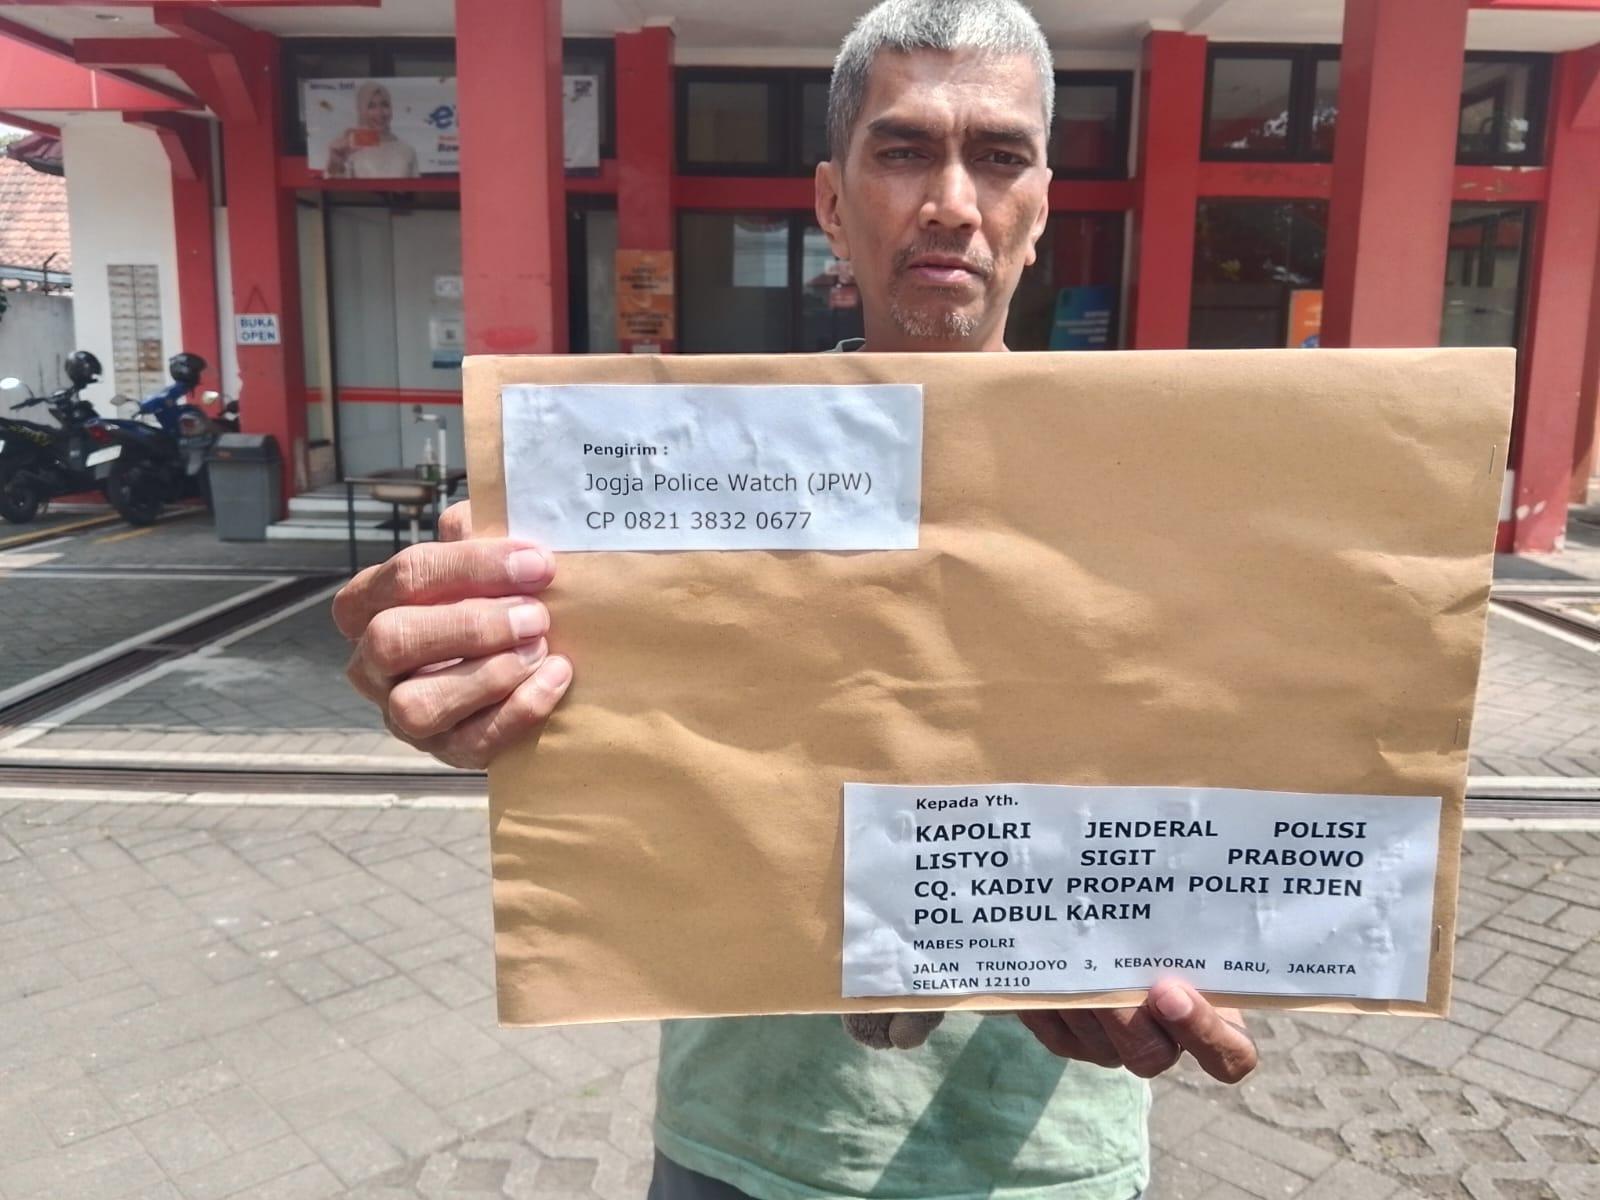 BUKA
OPEN
Pengirim :
Jogja Police Watch (JPW)
CP 0821 3832 0677
Kepada Yth.
KAPOLRI JENDERAL POLISI
LISTYO SIGIT PRABOWO
CQ. KADIV PROPAM POLRI IRJEN
POL ADBUL KARIM
MABES POLRI
JALAN TRUNOJOYO 3, KEBAYORAN BARU, JAKARTA
SELATAN 12110